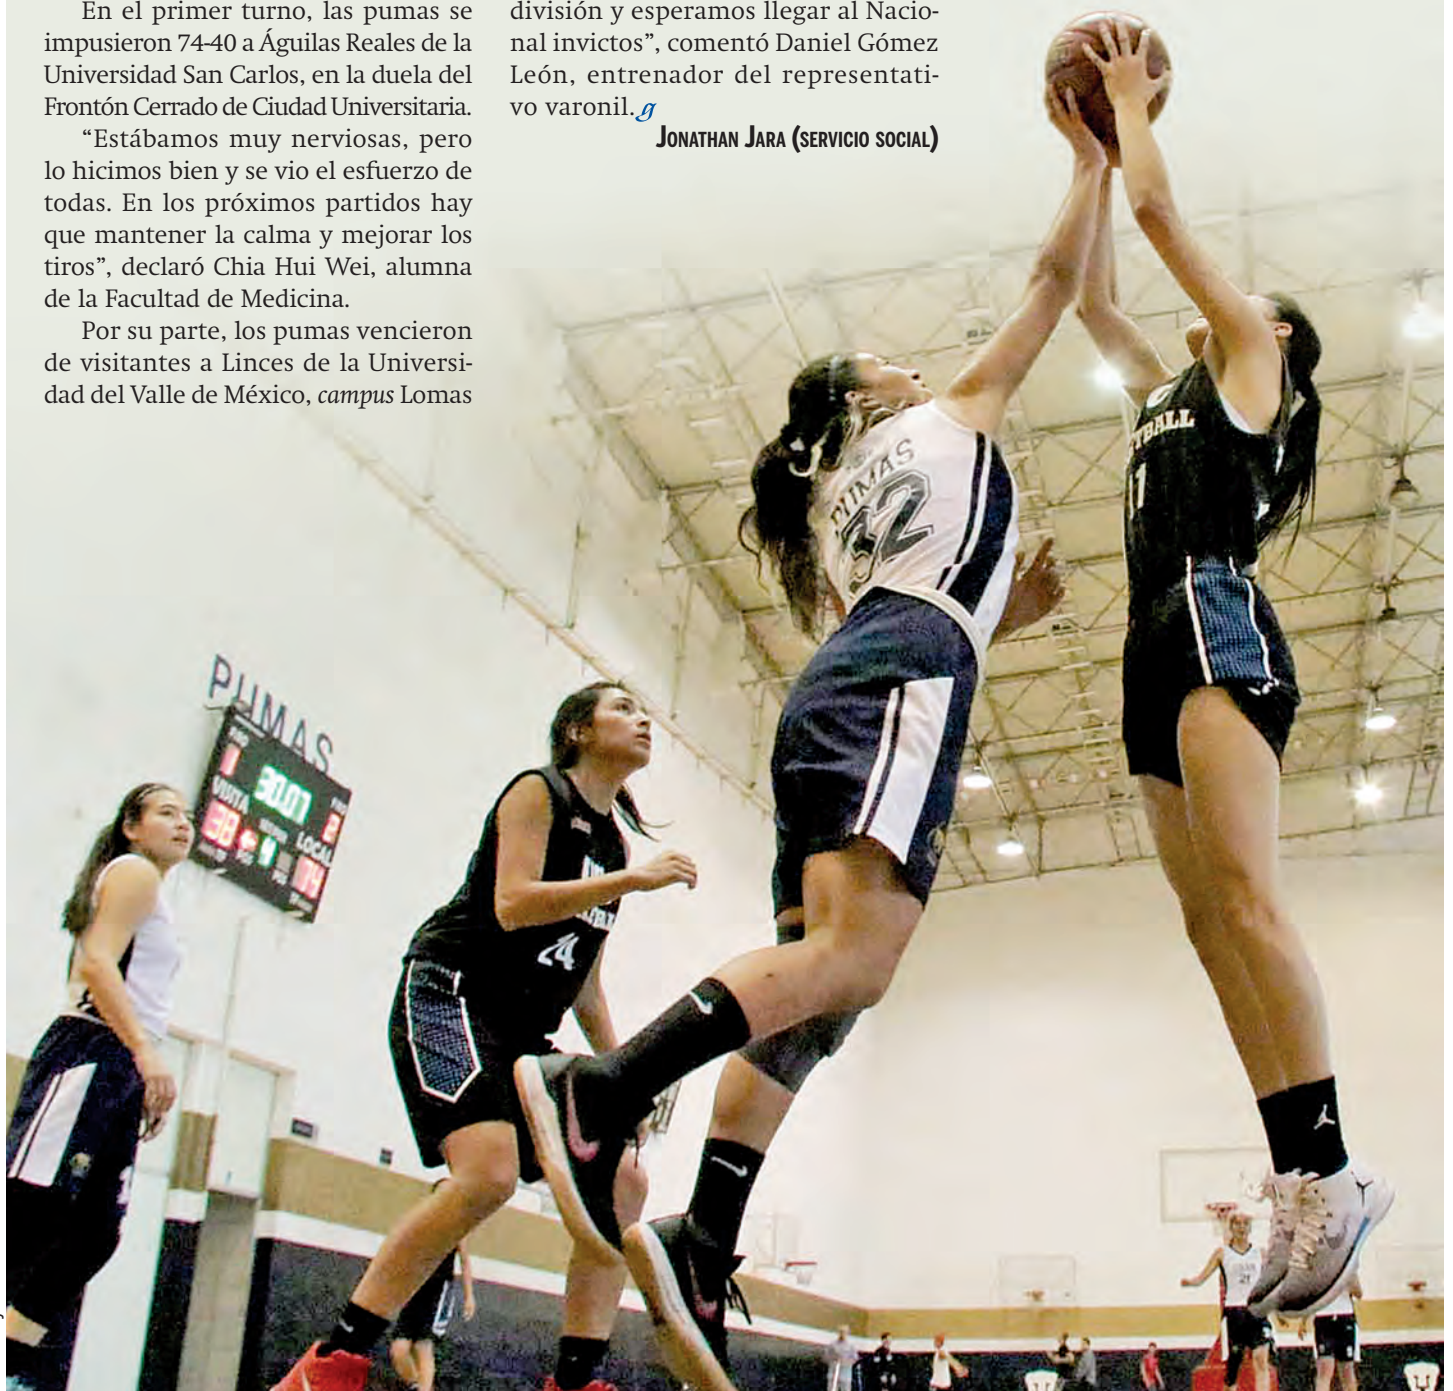 En el primer turno, las pumas se
impusieron 74-40 a Águilas Reales de la
Universidad San Carlos, en la duela del
Frontón Cerrado de Ciudad Universitaria.
“Estábamos muy nerviosas, pero
lo hicimos bien y se vio el esfuerzo de
todas. En los próximos partidos hay
que mantener la calma y mejorar los
tiros”, declaró Chia Hui Wei, alumna
de la Facultad de Medicina.
Por su parte, los pumas vencieron
de visitantes a Linces de la Universi-
dad del Valle de México, campus Lomas
división y esperamos llegar al Nacio-
nal invictos”, comentó Daniel Gómez
León, entrenador del representati-
vo varonil.
JONATHAN JARA (SERVICIO SOCIAL)
PUMAS
32
11
PUMAS
1 30.07 2
VISITA
LOCAL
38 74
24
21